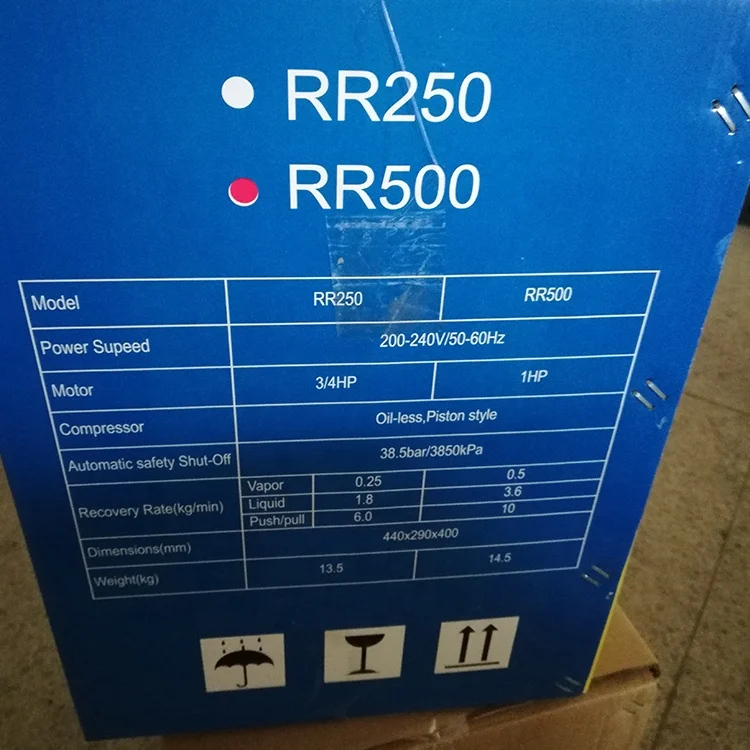 RR250
RR500
Model RR250 RR500
Power Supeed 200-240V/50-60Hz
Motor 3/4HP 1HP
Compressor Oil-less,Piston style
Automatic safety Shut-Off 38.5bar/3850kPa
Recovery Rate(kg/min) Vapor 0.25 0.5
Liquid 1.8 3.6
Push/pull 6.0 10
Dimensions(mm) 440x290x400
Weight(kg) 13.5 14.5